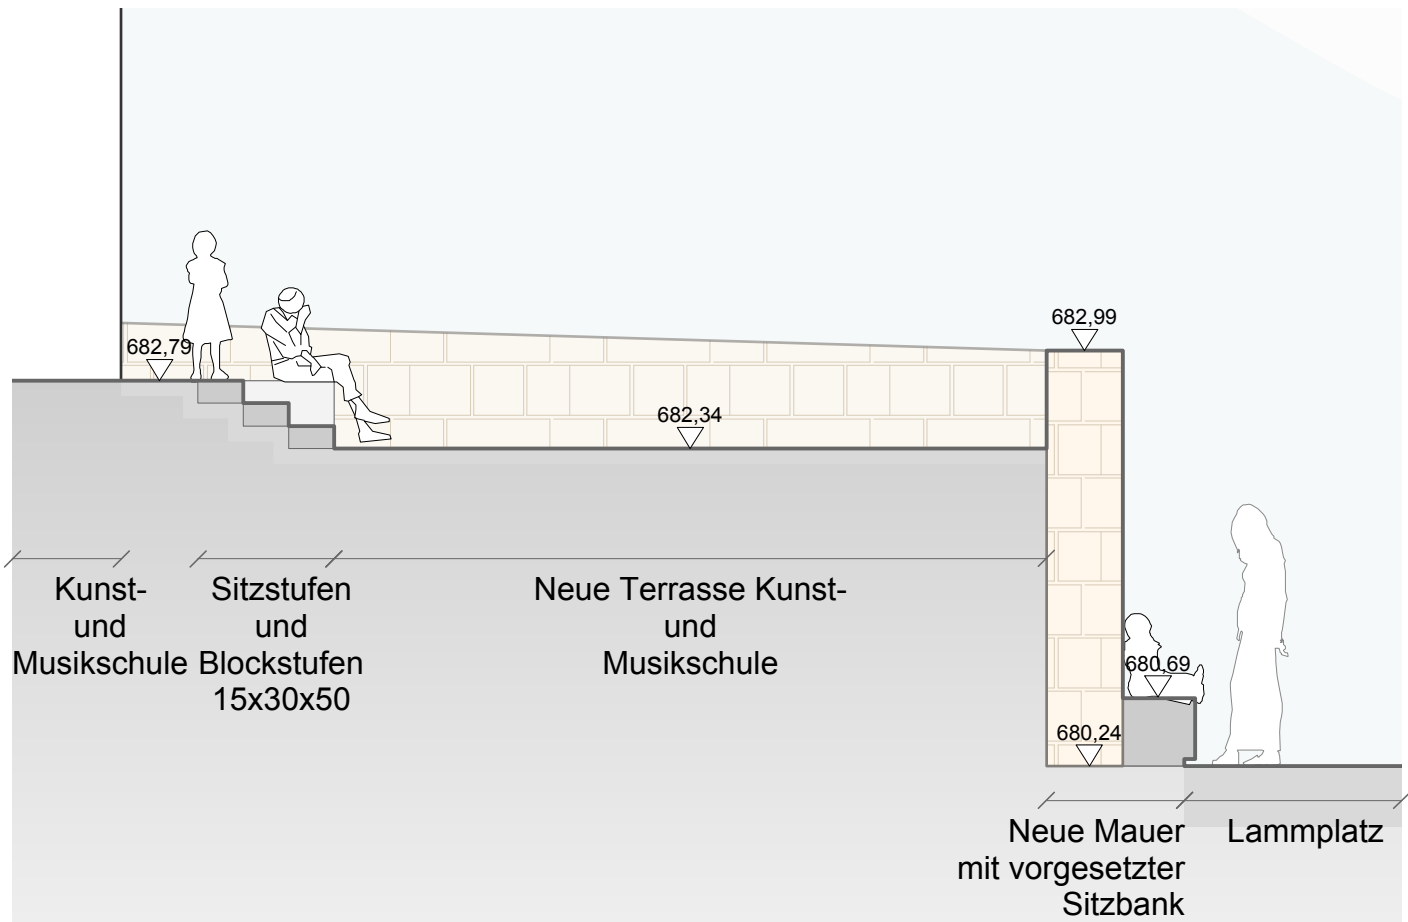 682,99
682,79
682,34
Kunst-
und
Musikschule
Sitzstufen
und
Blockstufen
15x30x50
Neue Terrasse Kunst-
und
Musikschule
680,69
680,24
Neue Mauer
mit vorgesetzter
Sitzbank
Lammplatz